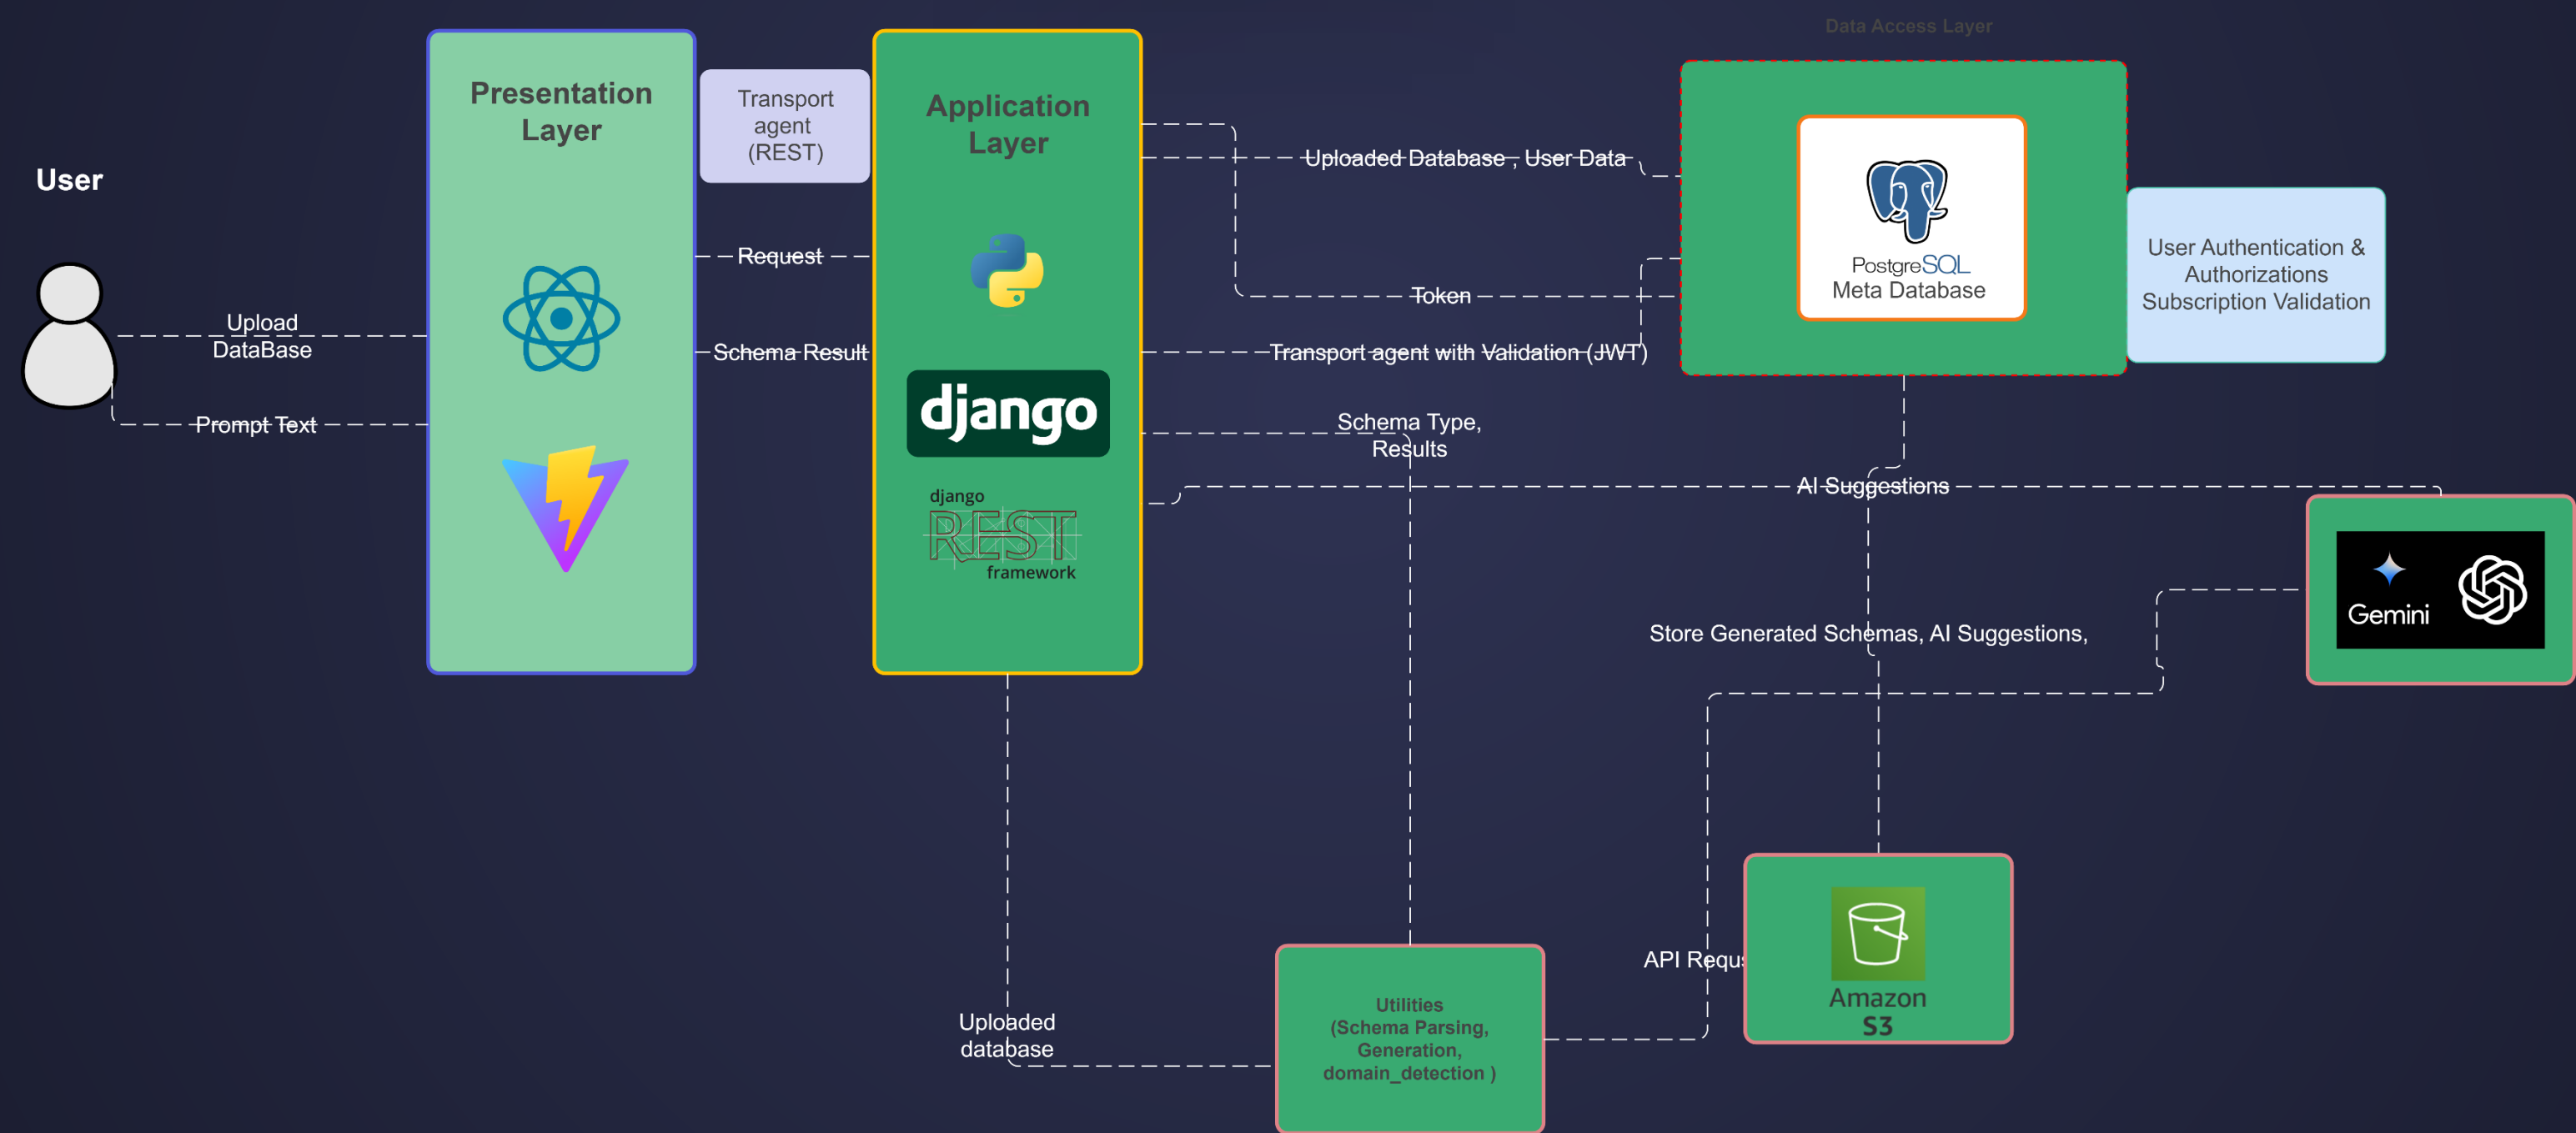 Data Access Layer
User
Presentation
Layer
Transport
agent
(REST)
Application
Layer
Request
Schema Result
Upload
DataBase
Prompt Text
django
django
REST
framework
Uploaded Database , User Data
Token
Transport agent with Validation (JWT)
Schema Type,
Results
PostgreSQL
Meta Database
User Authentication &
Authorizations
Subscription Validation
AI Suggestions
Gemini
Store Generated Schemas, AI Suggestions,
API Requs
Amazon
S3
Uploaded
database
Utilities
(Schema Parsing,
Generation,
domain_detection )